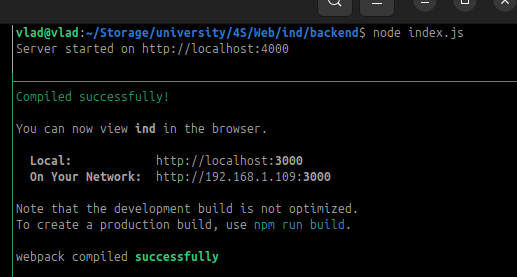 vlad@vlad:~/Storage/university/4S/Web/ind/backend$ node index.js
Server started on http://localhost:4000
Compiled successfully!
You can now view ind in the browser.
Local: http://localhost:3000
On Your Network: http://192.168.1.109:3000
Note that the development build is not optimized.
To create a production build, use npm run build.
webpack compiled successfully